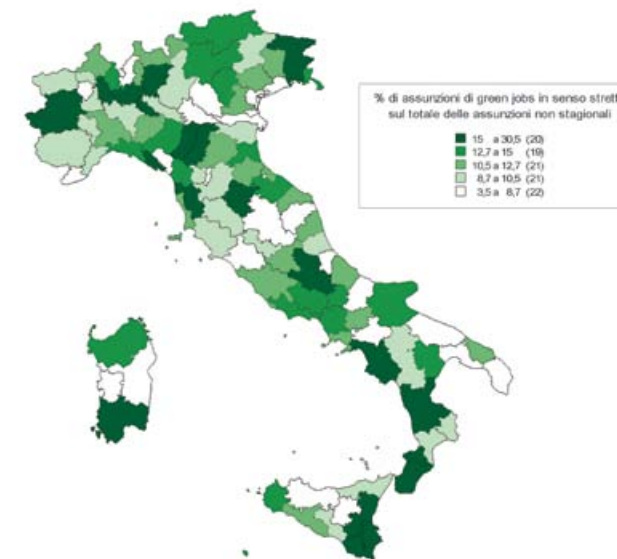 % di assunzioni di green jobs in senso strett
sul totale delle assunzioni non stagionali
15 a 30,5 (20)
12,7 a 15 (19)
10,5 a 12,7 (21)
8,7 a 10,5 (21)
3,5 a 8,7 (22)